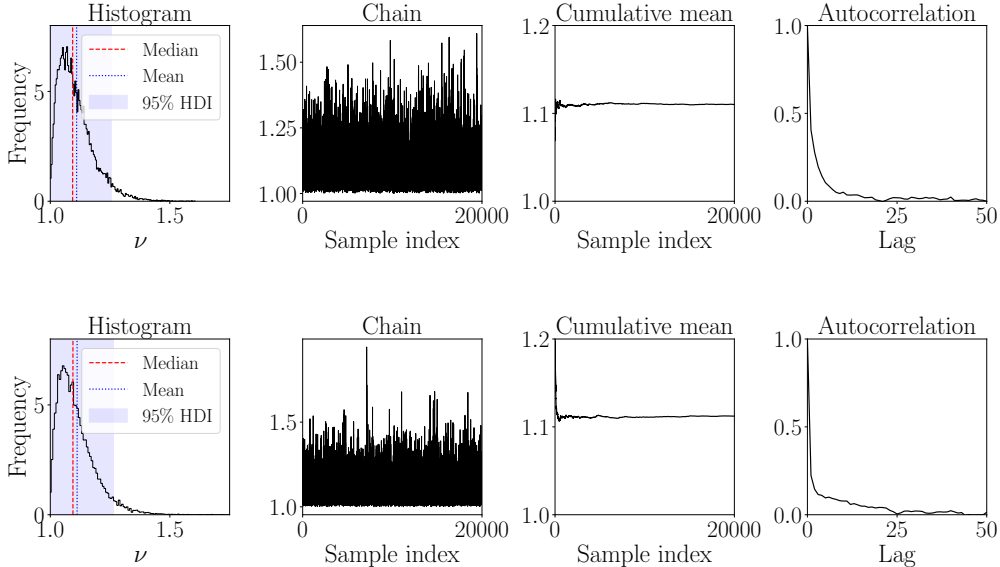 Histogram
Chain
Cumulative mean
Autocorrelation
Frequency
5
0
Median
Mean
95% HDI
1.0
1.5
ν
1.50
1.25
1.00
0
20000
Sample index
1.2
1.1
1.0
0
20000
Sample index
1.0
0.5
0.0
0
25
50
Lag
Histogram
Chain
Cumulative mean
Autocorrelation
Frequency
5
0
Median
Mean
95% HDI
1.0
1.5
ν
1.5
1.0
0
20000
Sample index
1.2
1.1
1.0
0
20000
Sample index
1.0
0.5
0.0
0
25
50
Lag